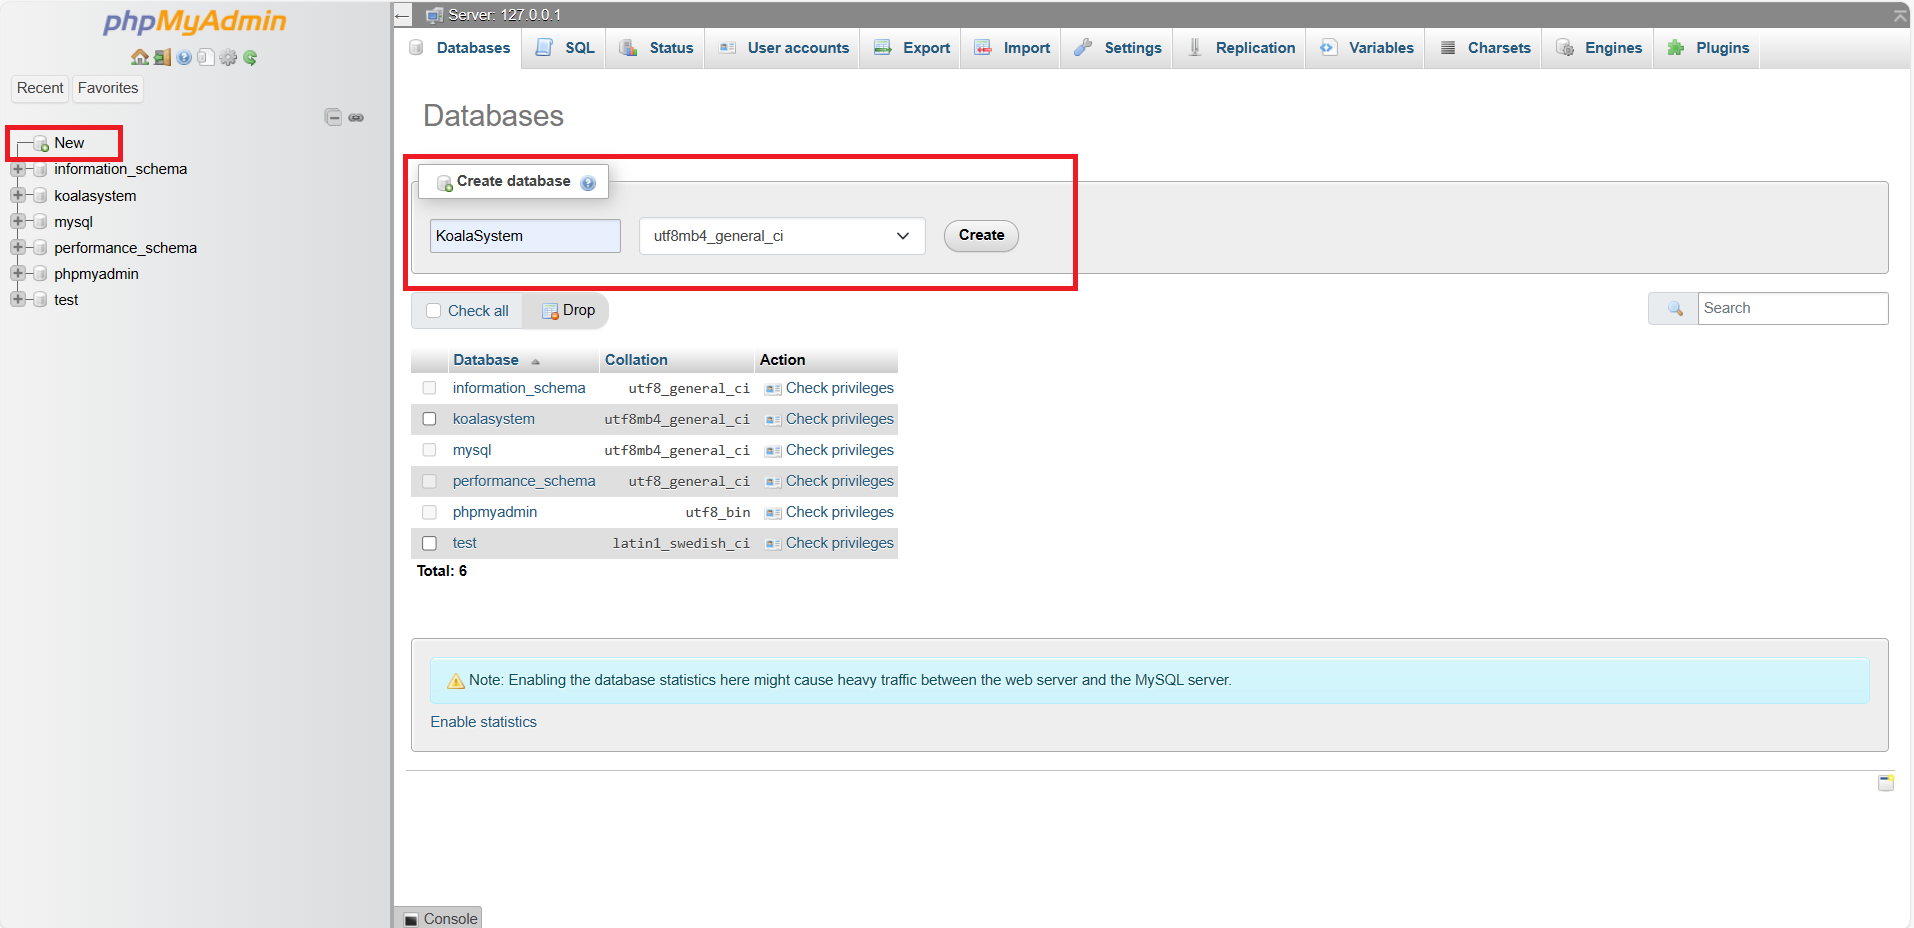 phpMyAdmin
Recent Favorites
New
information_schema
koalasystem
mysql
performance_schema
phpmyadmin
test
Server: 127.0.0.1
Databases SQL Status User accounts Export Import Settings Replication Variables Charsets Engines Plugins
Databases
Create database
KoalaSystem utf8mb4_general_ci Create
Check all Drop Search
Database Collation Action
information_schema utf8_general_ci Check privileges
koalasystem utf8mb4_general_ci Check privileges
mysql utf8mb4_general_ci Check privileges
performance_schema utf8_general_ci Check privileges
phpmyadmin utf8_bin Check privileges
test latin1_swedish_ci Check privileges
Total: 6
Note: Enabling the database statistics here might cause heavy traffic between the web server and the MySQL server.
Enable statistics
Console